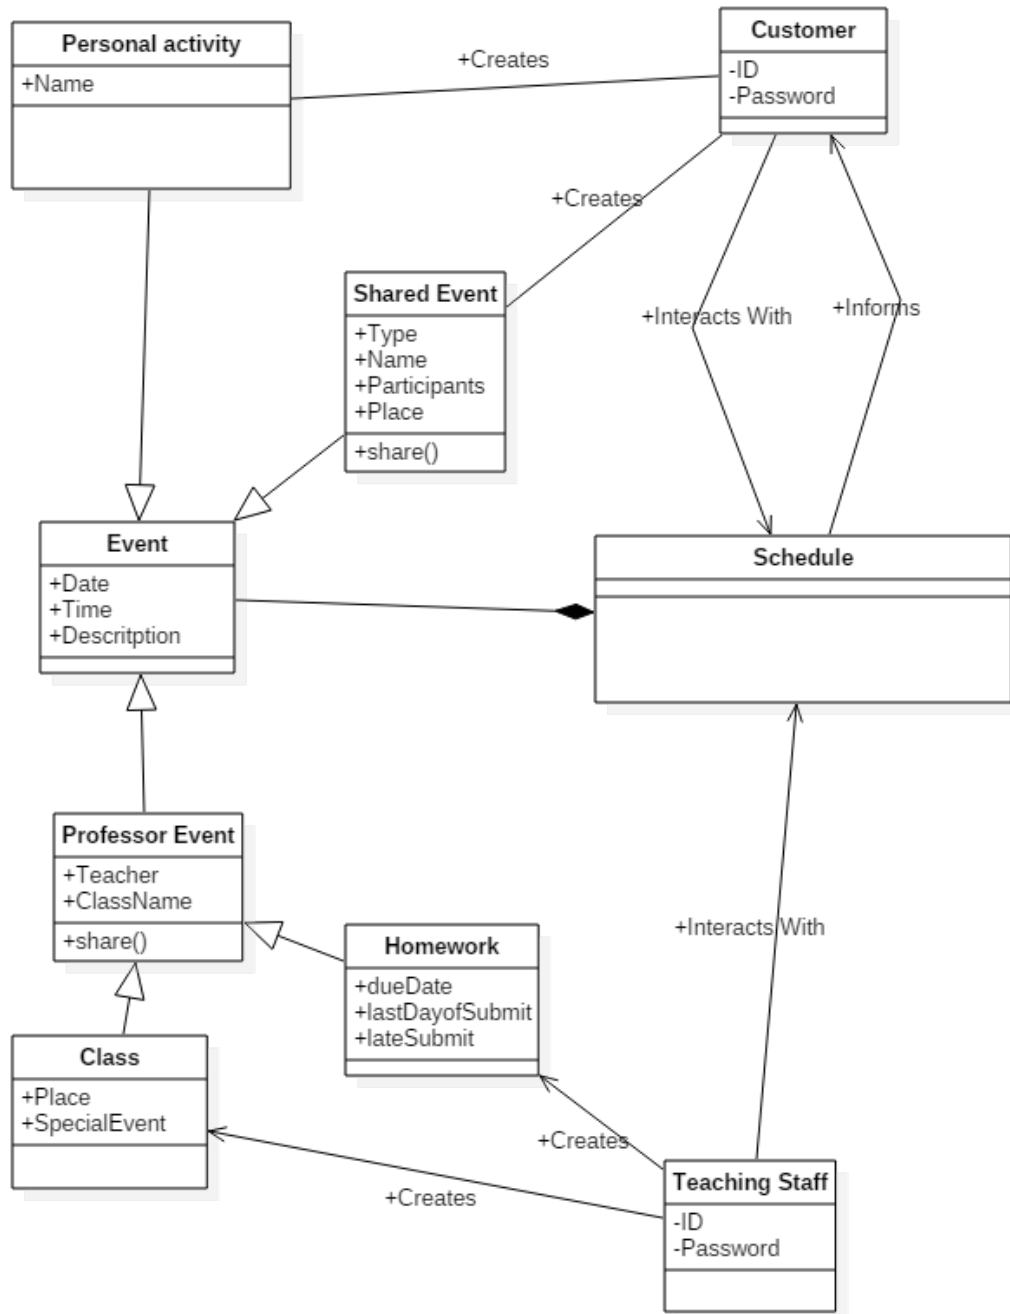 Personal activity
+Name
+Creates
Customer
-ID
-Password
+Creates
Shared Event
+Type
+Name
+Participants
+Place
+share()
+Interacts With
+Informs
Event
+Date
+Time
+Descritption
Schedule
Professor Event
+Teacher
+ClassName
+share()
Homework
+dueDate
+lastDayofSubmit
+lateSubmit
+Interacts With
Class
+Place
+SpecialEvent
+Creates
+Creates
Teaching Staff
-ID
-Password